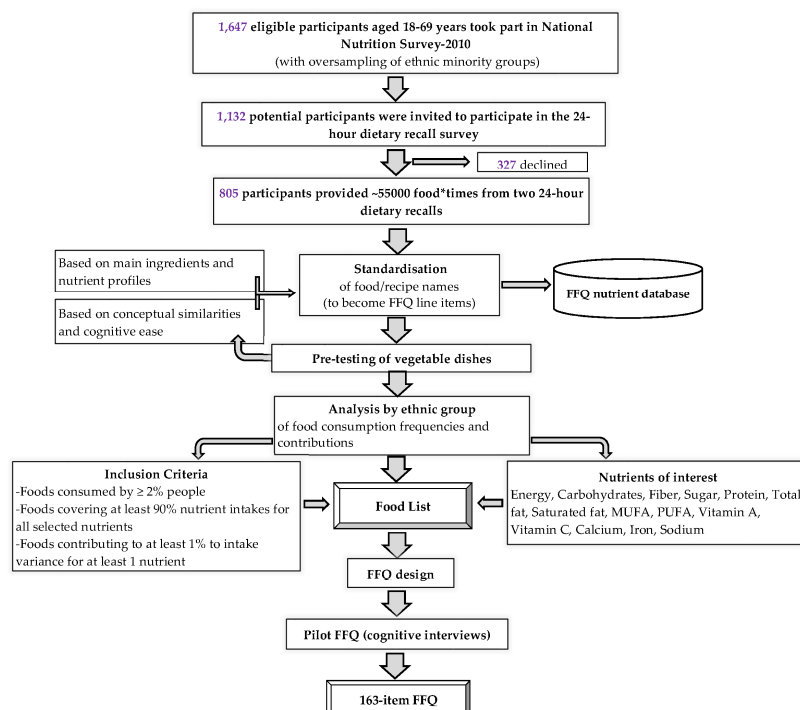 1,647 eligible participants aged 18-69 years took part in National
Nutrition Survey-2010
(with oversampling of ethnic minority groups)
1,132 potential participants were invited to participate in the 24-
hour dietary recall survey
327 declined
805 participants provided ~55000 food*times from two 24-hour
dietary recalls
Based on main ingredients and
nutrient profiles
Based on conceptual similarities
and cognitive ease
Standardisation
of food/recipe names
(to become FFQ line items)
FFQ nutrient database
Pre-testing of vegetable dishes
Analysis by ethnic group
of food consumption frequencies and
contributions
Inclusion Criteria
-Foods consumed by ≥ 2% people
-Foods covering at least 90% nutrient intakes for
all selected nutrients
-Foods contributing to at least 1% to intake
variance for at least 1 nutrient
Food List
Nutrients of interest
Energy, Carbohydrates, Fiber, Sugar, Protein, Total
fat, Saturated fat, MUFA, PUFA, Vitamin A,
Vitamin C, Calcium, Iron, Sodium
FFQ design
Pilot FFQ (cognitive interviews)
163-item FFQ